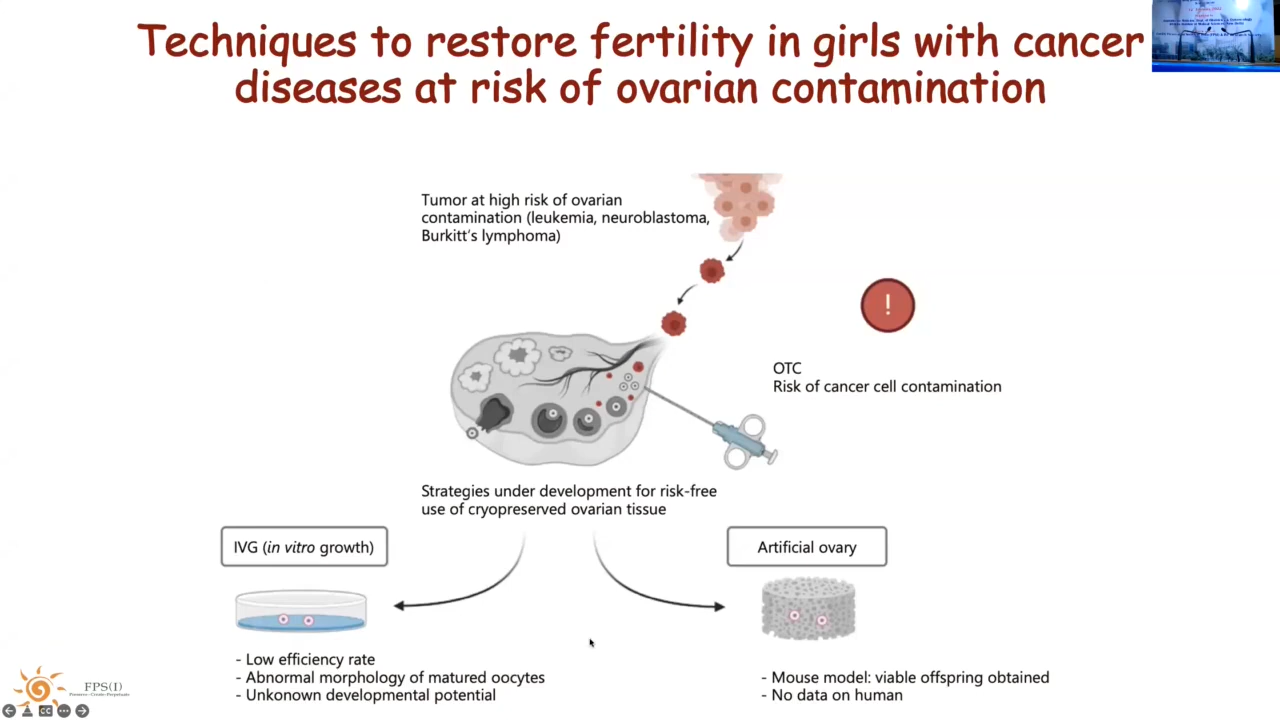 Techniques to restore fertility in girls with cancer
diseases at risk of ovarian contamination
Tumor at high risk of ovarian
contamination (leukemia, neuroblastoma,
Burkitt's lymphoma)
!
OTC
Risk of cancer cell contamination
Strategies under development for risk-free
use of cryopreserved ovarian tissue
IVG (in vitro growth)
Artificial ovary
- Low efficiency rate
- Abnormal morphology of matured oocytes
- Unkonown developmental potential
- Mouse model: viable offspring obtained
- No data on human
FPS(I)
CC